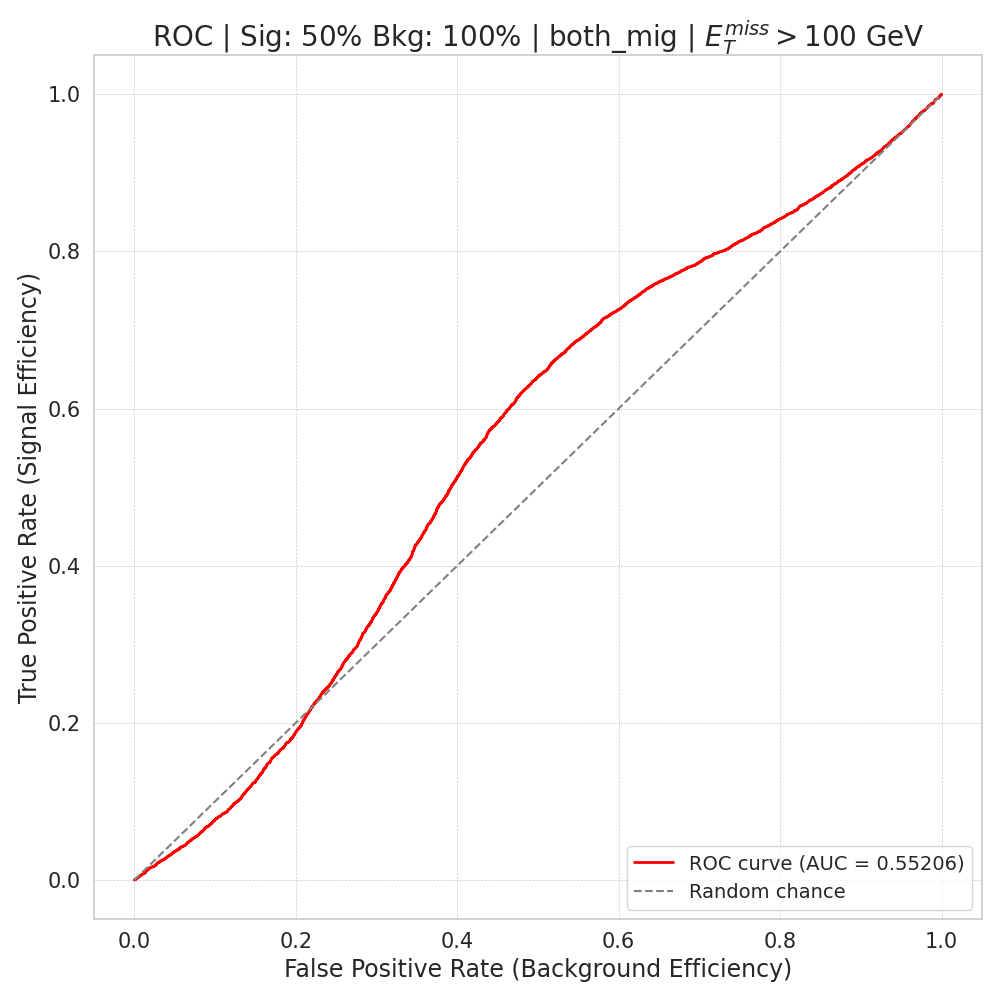 ROC | Sig: 50% Bkg: 100% | both_mig | $E_T^{miss} > 100$ GeV
True Positive Rate (Signal Efficiency)
1.0
0.8
0.6
0.4
0.2
0.0
ROC curve (AUC = 0.55206)
Random chance
0.0 0.2 0.4 0.6 0.8 1.0
False Positive Rate (Background Efficiency)